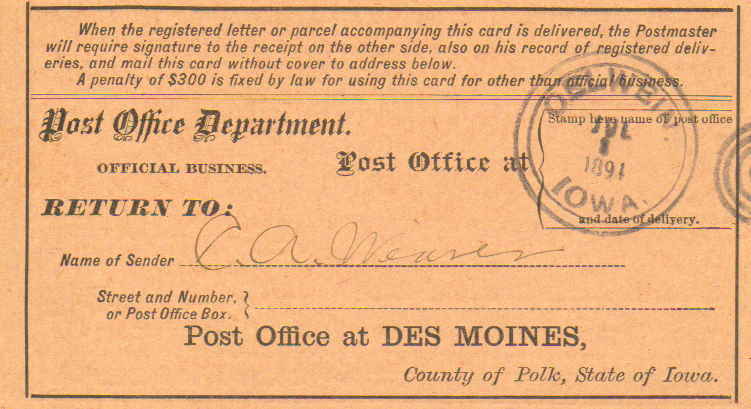 When the registered letter or parcel accompanying this card is delivered, the Postmaster
will require signature to the receipt on the other side, also on his record of registered deliv-
eries, and mail this card without cover to address below.
A penalty of $300 is fixed by law for using this card for other than official business.
Post Office Department.
OFFICIAL BUSINESS.
Post Office at
Stamp here name of post office
and date of delivery.
OELWEIN
JUL
1
1891
IOWA.
RETURN TO:
Name of Sender C. A. Weaver
Street and Number,
or Post Office Box.
Post Office at DES MOINES,
County of Polk, State of Iowa.